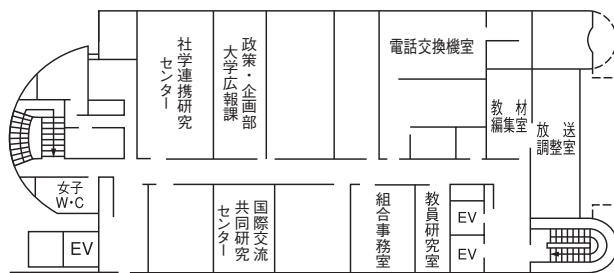 社学連携研究
センター
政策・企画部
大学広報課
電話交換機室
教材
編集室
放送
調整室
女子
W・C
EV
国際交流
共同研究
センター
組合事務室
教員研究室
EV
EV